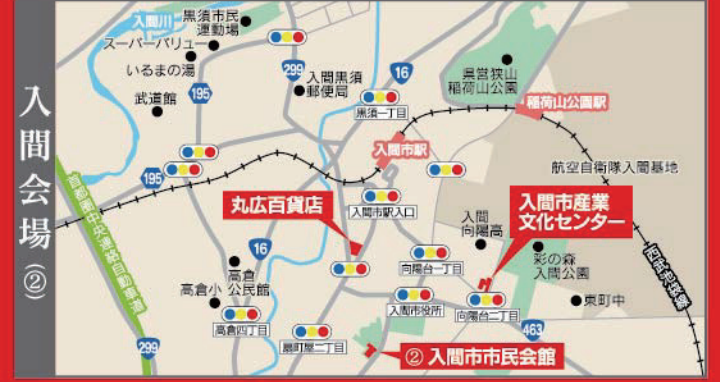 入間会場(②)
入間川
黒須市民
運動場
スーパーバリュー
いるまの湯
武道館
195
299
入間黒須
郵便局
16
黒須一丁目
県営狭山
稲荷山公園
稲荷山公園駅
入間市駅
195
航空自衛隊入間基地
首都圏中央連絡自動車道
丸広百貨店
入間市駅入口
入間市産業
文化センター
入間
向陽高
16
向陽台一丁目
彩の森
入間公園
西武池袋線
高倉
公民館
高倉小
高倉四丁目
入間市役所
向陽台二丁目
東町中
扇町屋二丁目
463
299
② 入間市市民会館